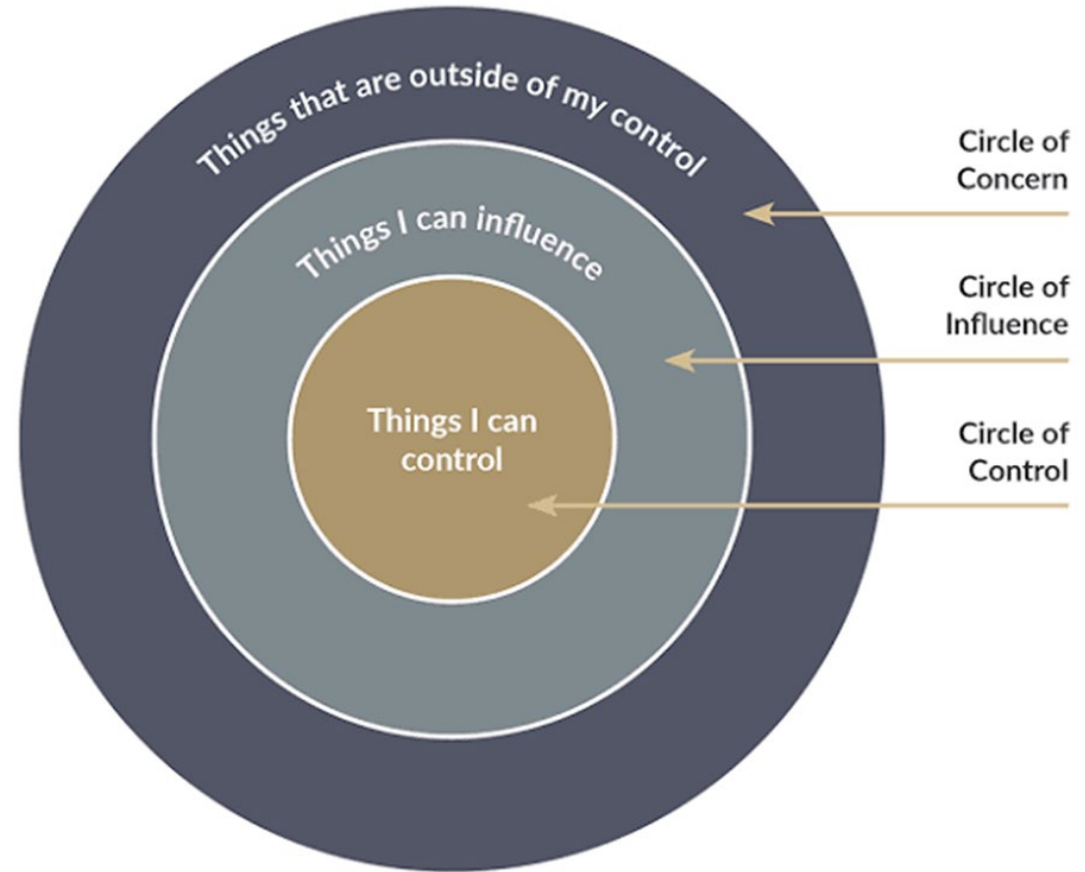 Things that are outside of my control
Things I can influence
Things I can
control
Circle of
Concern
Circle of
Influence
Circle of
Control